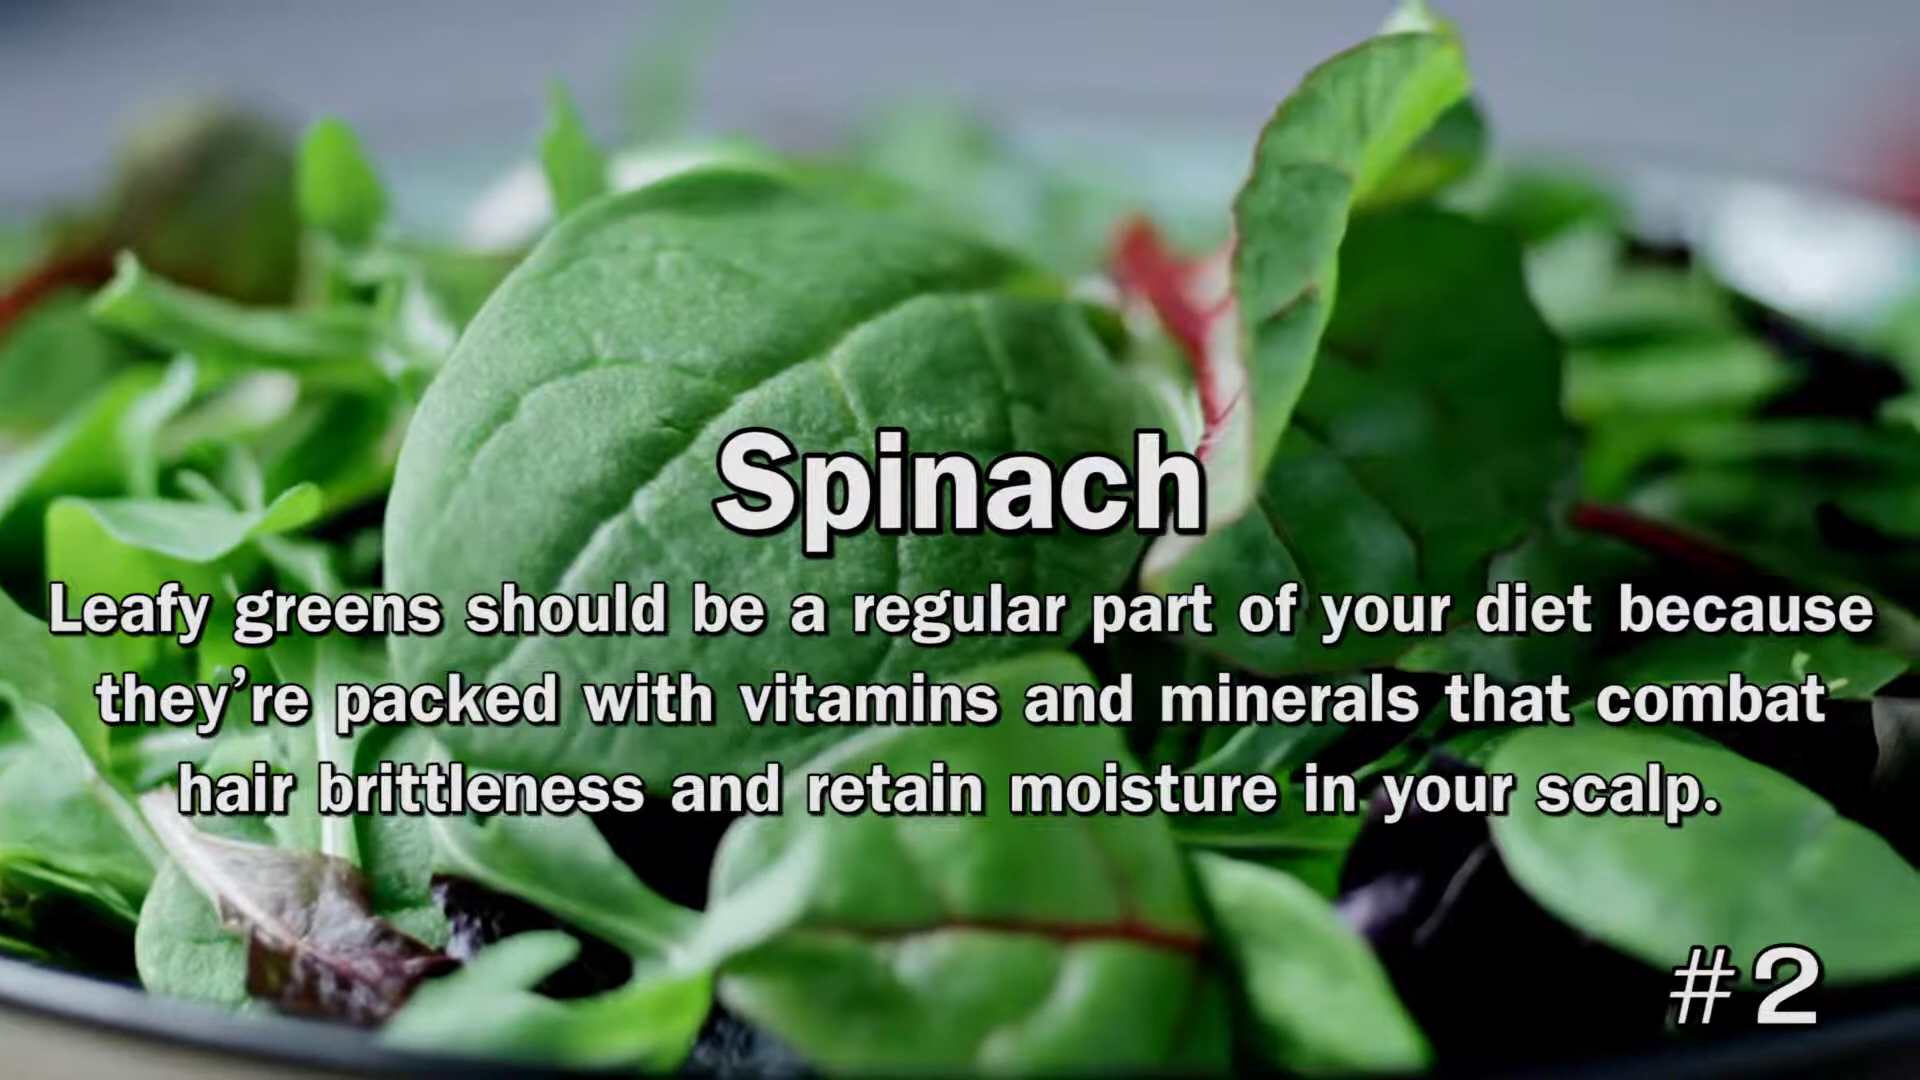 Spinach
Leafy greens should be a regular part of your diet because
they’re packed with vitamins and minerals that combat
hair brittleness and retain moisture in your scalp.
#2